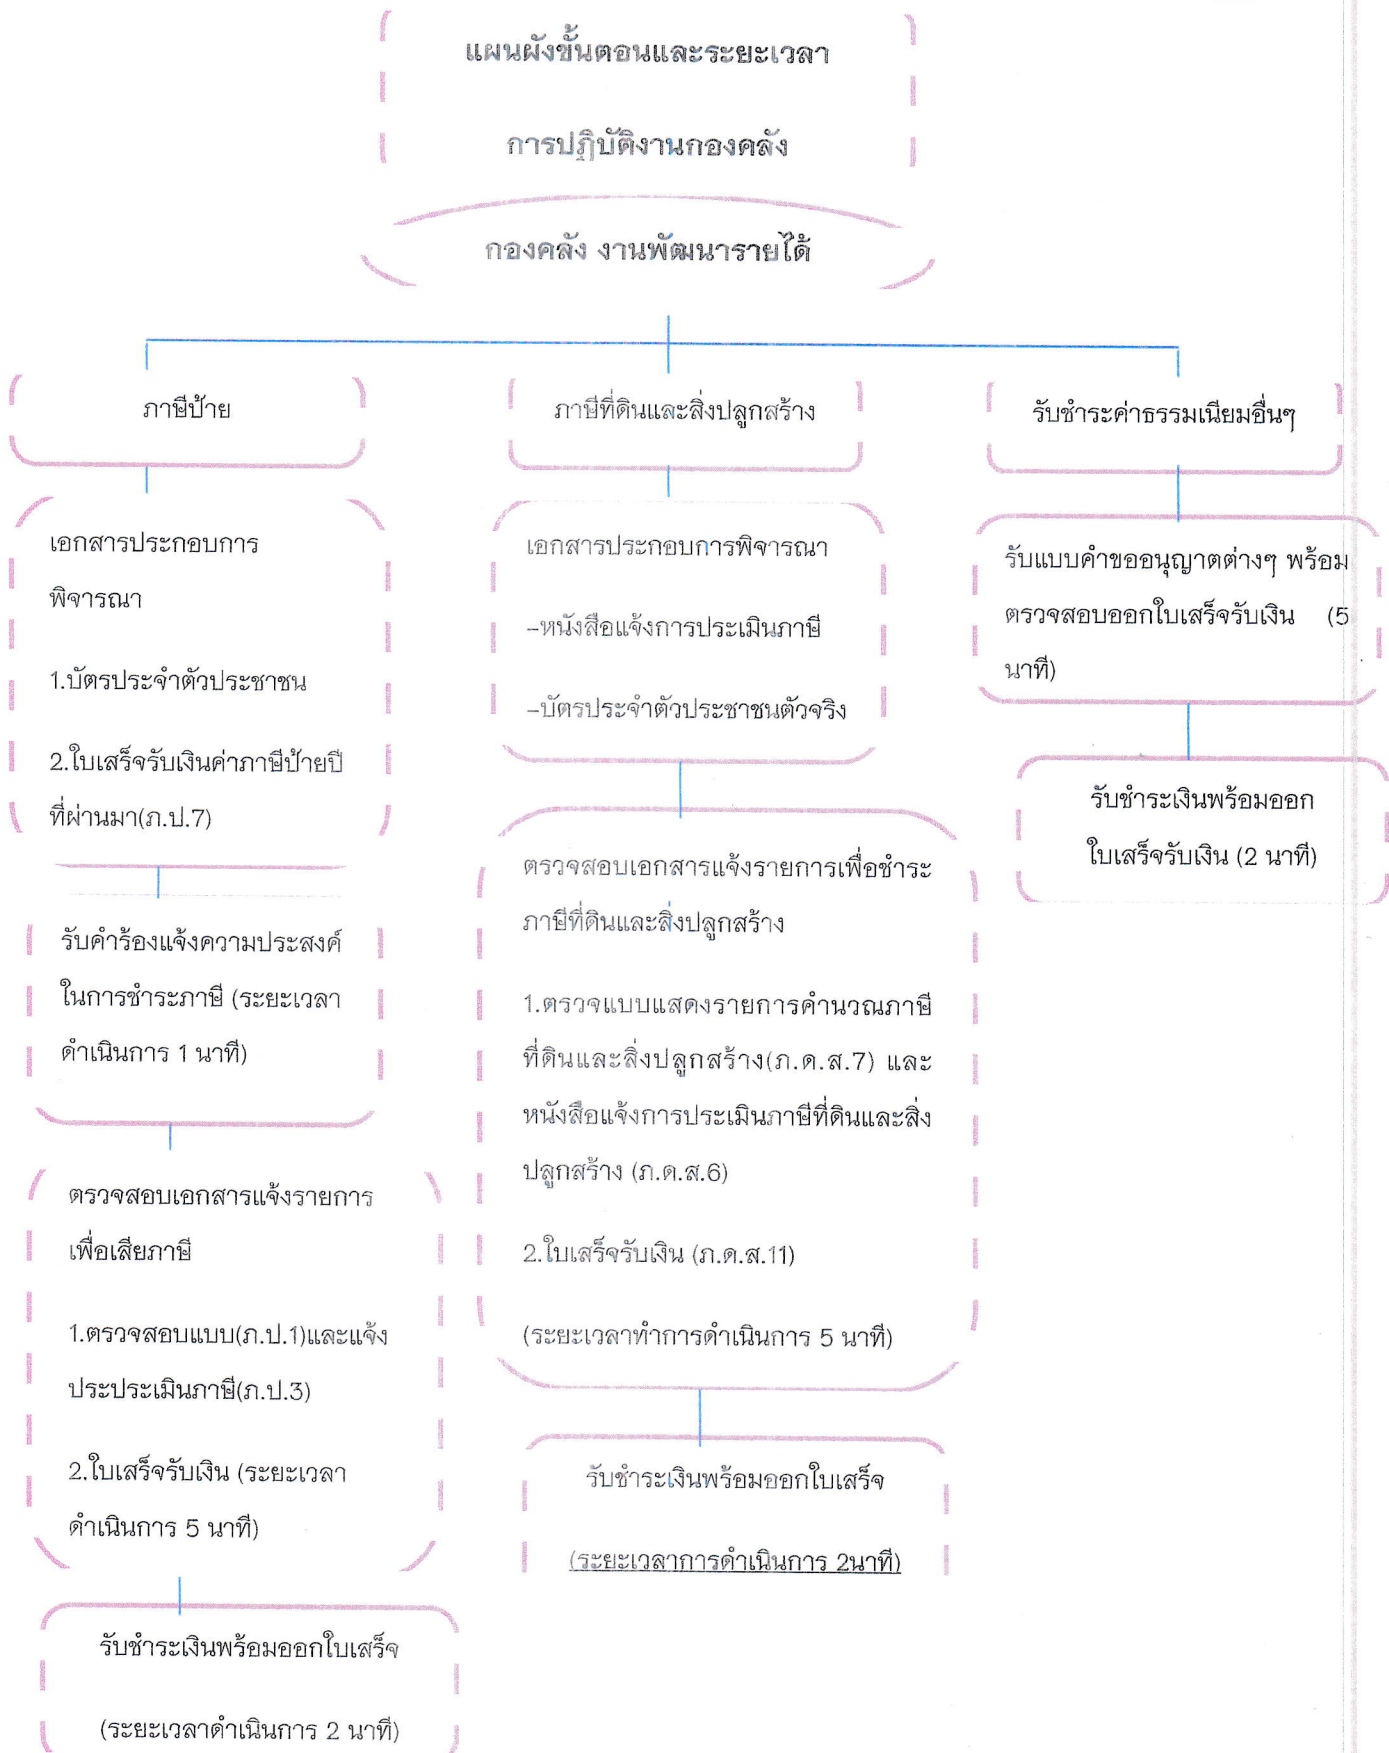 แผนผังขั้นตอนและระยะเวลา
การปฏิบัติงานกองคลัง
กองคลัง งานพัฒนารายได้
ภาษีป้าย
เอกสารประกอบการ
พิจารณา
1.บัตรประจำตัวประชาชน
2.ใบเสร็จรับเงินค่าภาษีป้ายปี
ที่ผ่านมา(ภ.ป.7)
รับคำร้องแจ้งความประสงค์
ในการชำระภาษี (ระยะเวลา
ดำเนินการ 1 นาที)
ตรวจสอบเอกสารแจ้งรายการ
เพื่อเสียภาษี
1.ตรวจสอบแบบ(ภ.ป.1)และแจ้ง
ประประเมินภาษี(ภ.ป.3)
2.ใบเสร็จรับเงิน (ระยะเวลา
ดำเนินการ 5 นาที)
รับชำระเงินพร้อมออกใบเสร็จ
(ระยะเวลาดำเนินการ 2 นาที)
ภาษีที่ดินและสิ่งปลูกสร้าง
เอกสารประกอบการพิจารณา
-หนังสือแจ้งการประเมินภาษี
-บัตรประจำตัวประชาชนตัวจริง
ตรวจสอบเอกสารแจ้งรายการเพื่อชำระ
ภาษีที่ดินและสิ่งปลูกสร้าง
1.ตรวจแบบแสดงรายการคำนวณภาษี
ที่ดินและสิ่งปลูกสร้าง(ภ.ด.ส.7) และ
หนังสือแจ้งการประเมินภาษีที่ดินและสิ่ง
ปลูกสร้าง (ภ.ด.ส.6)
2.ใบเสร็จรับเงิน (ภ.ด.ส.11)
(ระยะเวลาทำการดำเนินการ 5 นาที)
รับชำระเงินพร้อมออกใบเสร็จ
(ระยะเวลาการดำเนินการ 2นาที)
รับชำระค่าธรรมเนียมอื่นๆ
รับแบบคำขออนุญาตต่างๆ พร้อม
ตรวจสอบออกใบเสร็จรับเงิน (5
นาที)
รับชำระเงินพร้อมออก
ใบเสร็จรับเงิน (2 นาที)